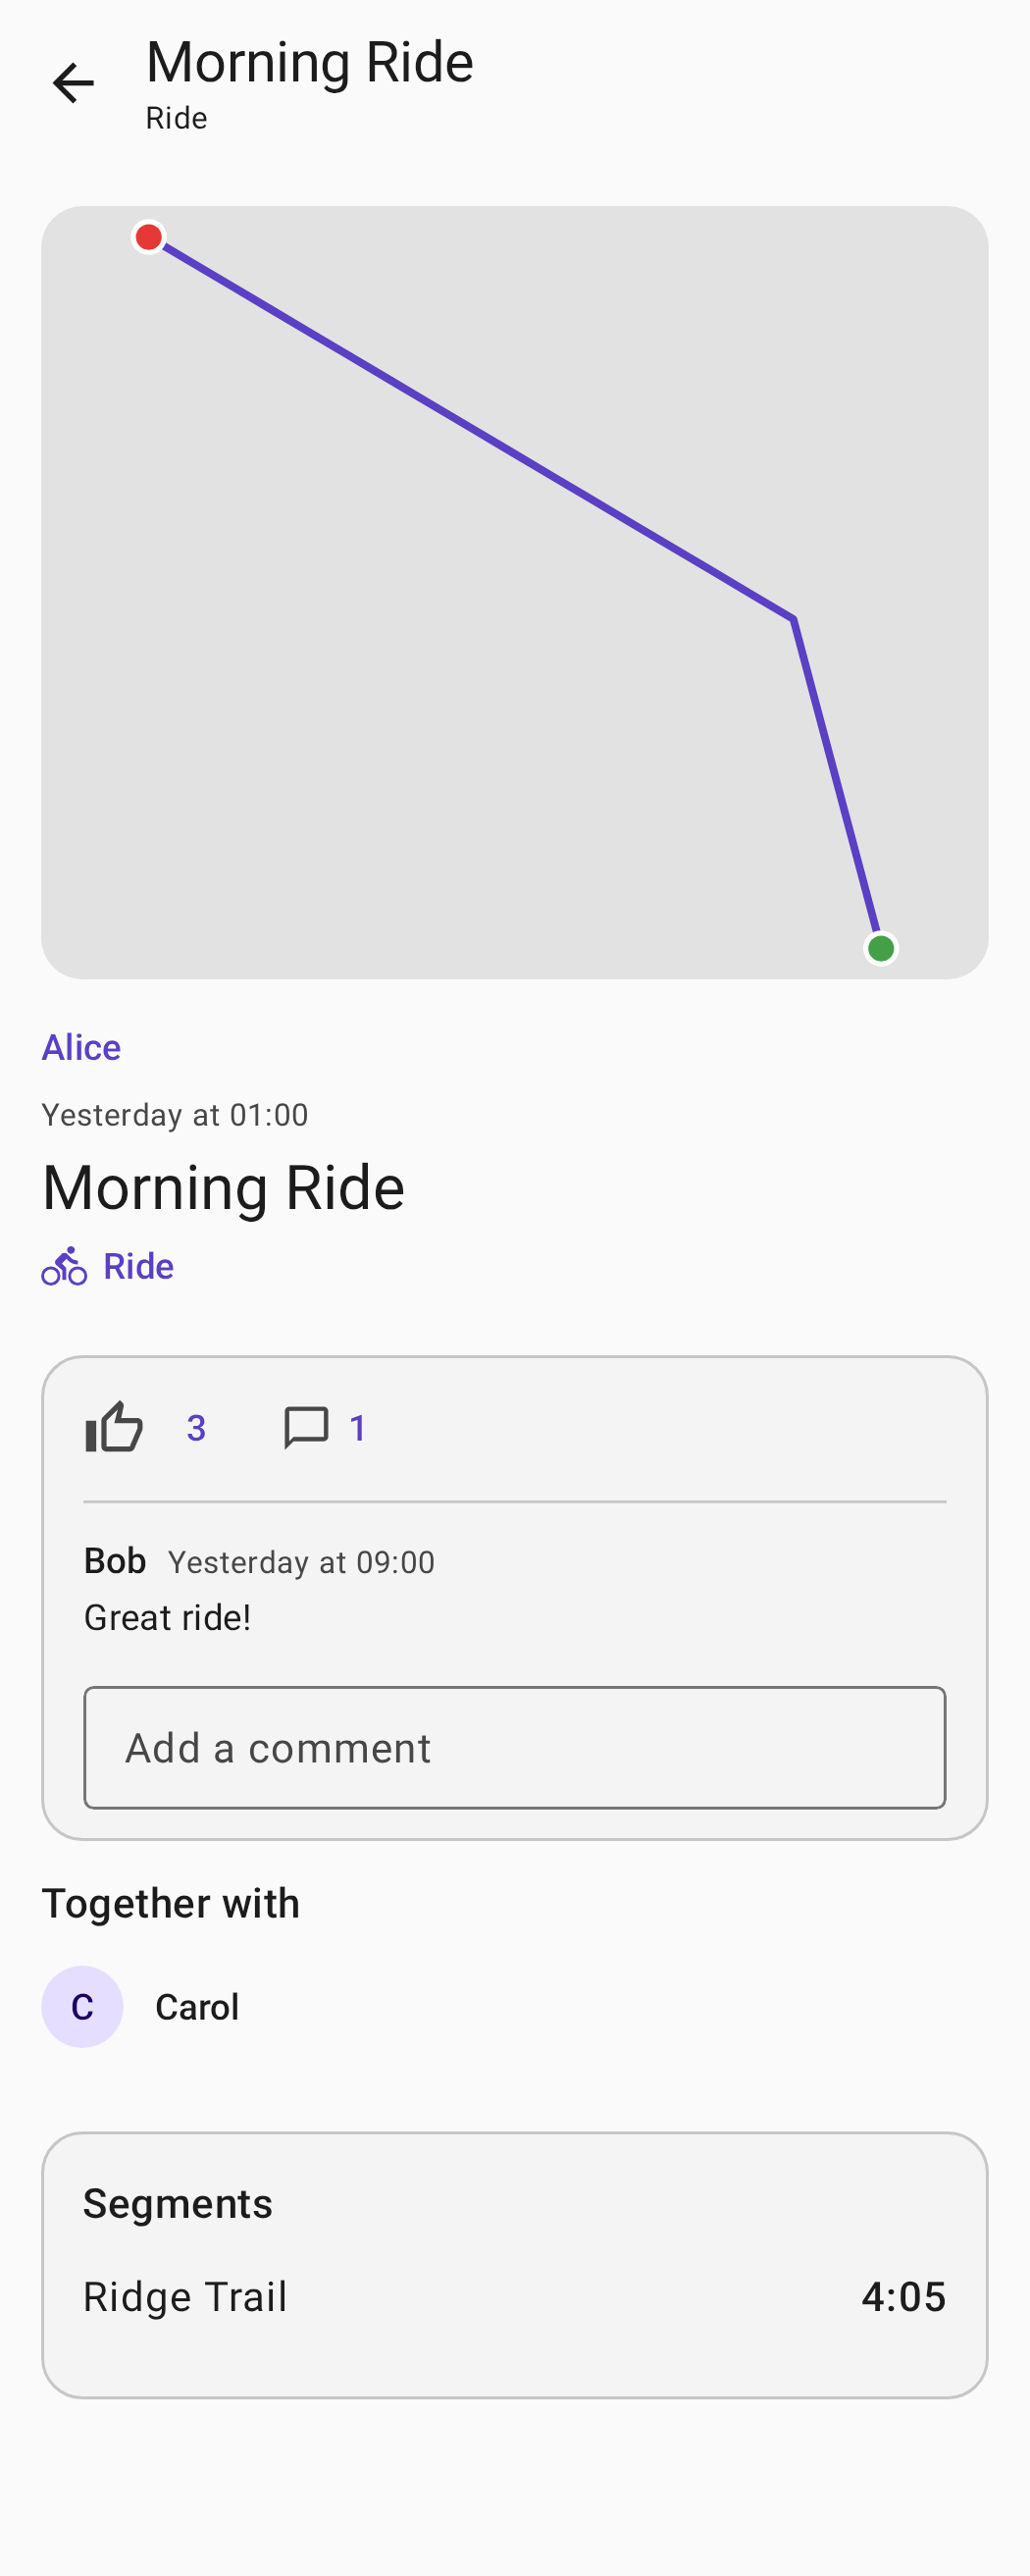 Morning Ride
Ride
Alice
Yesterday at 01:00
Morning Ride
Ride
3 1
Bob Yesterday at 09:00
Great ride!
Add a comment
Together with
C Carol
Segments
Ridge Trail 4:05